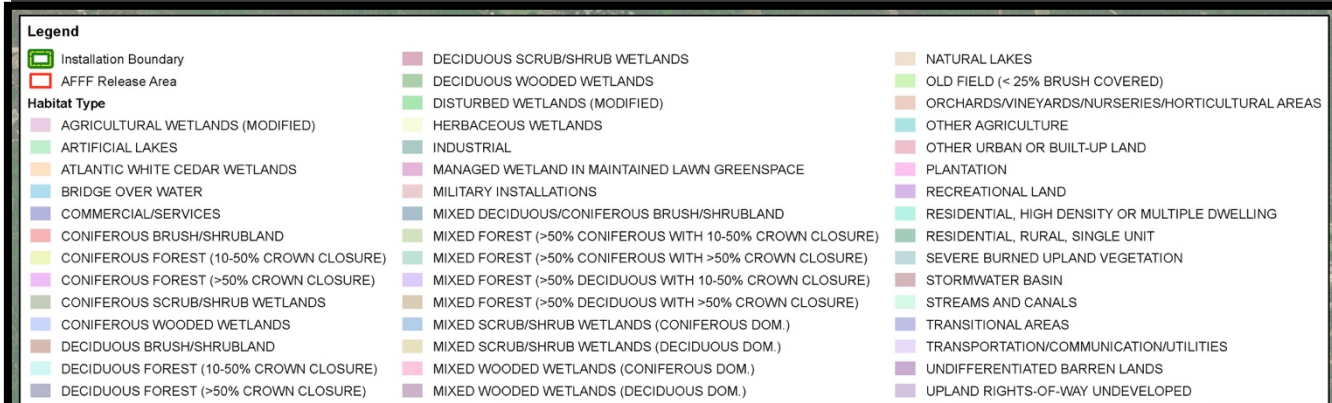 Legend
Installation Boundary
AFFF Release Area
Habitat Type
AGRICULTURAL WETLANDS (MODIFIED)
ARTIFICIAL LAKES
ATLANTIC WHITE CEDAR WETLANDS
BRIDGE OVER WATER
COMMERCIAL/SERVICES
CONIFEROUS BRUSH/SHRUBLAND
CONIFEROUS FOREST (10-50% CROWN CLOSURE)
CONIFEROUS FOREST (>50% CROWN CLOSURE)
CONIFEROUS SCRUB/SHRUB WETLANDS
CONIFEROUS WOODED WETLANDS
DECIDUOUS BRUSH/SHRUBLAND
DECIDUOUS FOREST (10-50% CROWN CLOSURE)
DECIDUOUS FOREST (>50% CROWN CLOSURE)
DECIDUOUS SCRUB/SHRUB WETLANDS
DECIDUOUS WOODED WETLANDS
DISTURBED WETLANDS (MODIFIED)
HERBACEOUS WETLANDS
INDUSTRIAL
MANAGED WETLAND IN MAINTAINED LAWN GREENSPACE
MILITARY INSTALLATIONS
MIXED DECIDUOUS/CONIFEROUS BRUSH/SHRUBLAND
MIXED FOREST (>50% CONIFEROUS WITH 10-50% CROWN CLOSURE)
MIXED FOREST (>50% CONIFEROUS WITH >50% CROWN CLOSURE)
MIXED FOREST (>50% DECIDUOUS WITH 10-50% CROWN CLOSURE)
MIXED FOREST (>50% DECIDUOUS WITH >50% CROWN CLOSURE)
MIXED SCRUB/SHRUB WETLANDS (CONIFEROUS DOM.)
MIXED SCRUB/SHRUB WETLANDS (DECIDUOUS DOM.)
MIXED WOODED WETLANDS (CONIFEROUS DOM.)
MIXED WOODED WETLANDS (DECIDUOUS DOM.)
NATURAL LAKES
OLD FIELD (< 25% BRUSH COVERED)
ORCHARDS/VINEYARDS/NURSERIES/HORTICULTURAL AREAS
OTHER AGRICULTURE
OTHER URBAN OR BUILT-UP LAND
PLANTATION
RECREATIONAL LAND
RESIDENTIAL, HIGH DENSITY OR MULTIPLE DWELLING
RESIDENTIAL, RURAL, SINGLE UNIT
SEVERE BURNED UPLAND VEGETATION
STORMWATER BASIN
STREAMS AND CANALS
TRANSITIONAL AREAS
TRANSPORTATION/COMMUNICATION/UTILITIES
UNDIFFERENTIATED BARREN LANDS
UPLAND RIGHTS-OF-WAY UNDEVELOPED